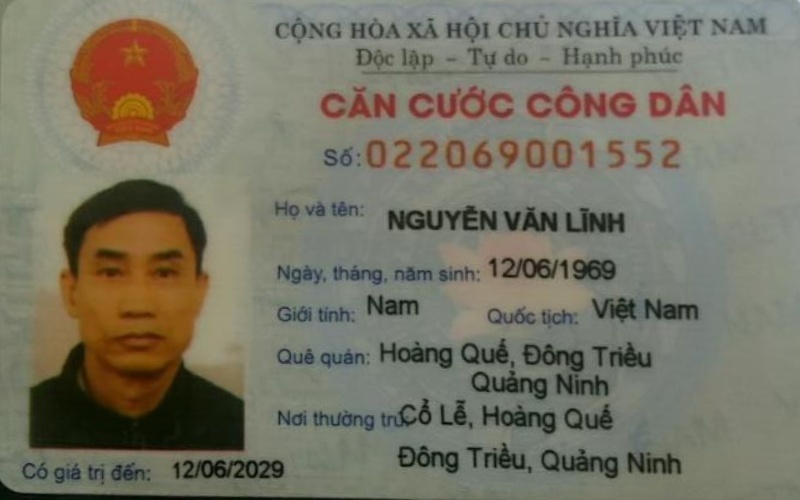 CỘNG HÒA XÃ HỘI CHỦ NGHĨA VIỆT NAM
Độc lập - Tự do - Hạnh phúc
CĂN CƯỚC CÔNG DÂN
Số: 022069001552
Họ và tên: NGUYỄN VĂN LĨNH
Ngày, tháng, năm sinh: 12/06/1969
Giới tính: Nam Quốc tịch: Việt Nam
Quê quán: Hoàng Quế, Đông Triều
Quảng Ninh
Nơi thường trú: Cổ Lễ, Hoàng Quế
Đông Triều, Quảng Ninh
Có giá trị đến: 12/06/2029